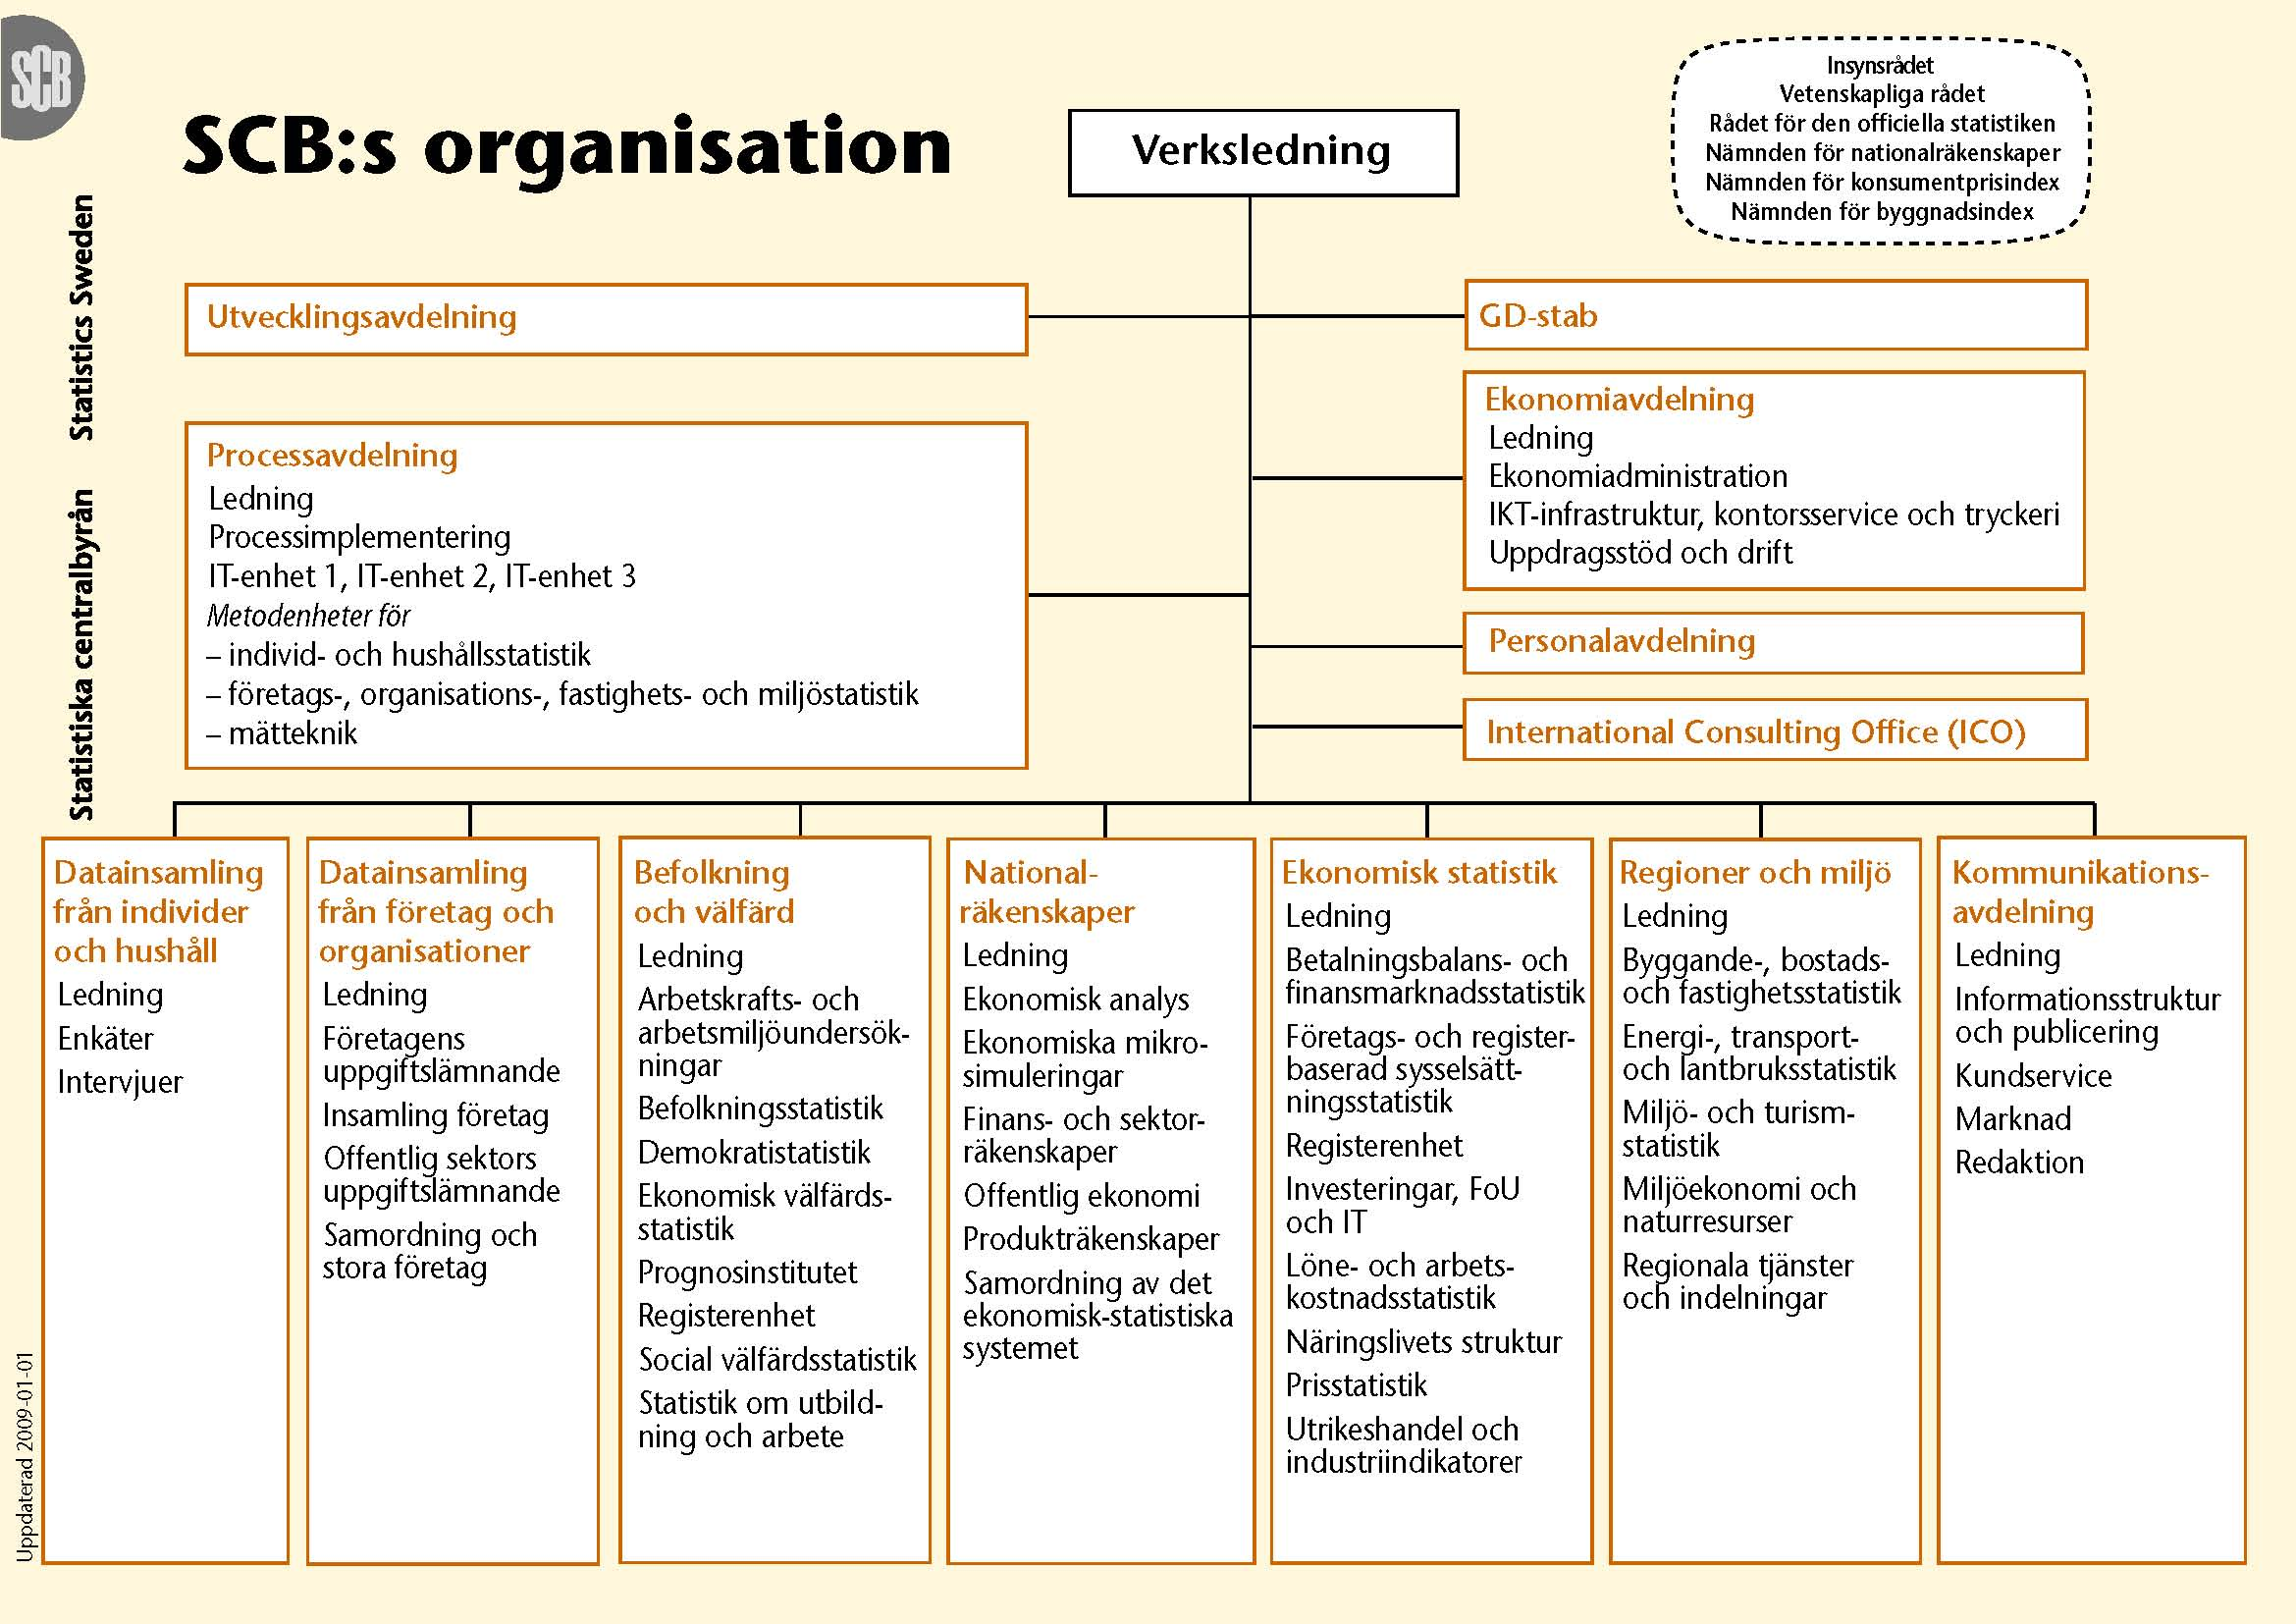 SCB
SCB:s organisation
Statistiska centralbyrån Statistics Sweden
Verksledning
Insynsrådet
Vetenskapliga rådet
Rådet för den officiella statistiken
Nämnden för nationalräkenskaper
Nämnden för konsumentprisindex
Nämnden för byggnadsindex
Utvecklingsavdelning
GD-stab
Processavdelning
Ledning
Processimplementering
IT-enhet 1, IT-enhet 2, IT-enhet 3
Metodenheter för
– individ- och hushållsstatistik
– företags-, organisations-, fastighets- och miljöstatistik
– mätteknik
Ekonomiavdelning
Ledning
Ekonomiadministration
IKT-infrastruktur, kontorsservice och tryckeri
Uppdragsstöd och drift
Personalavdelning
International Consulting Office (ICO)
Datainsamling
från individer
och hushåll
Ledning
Enkäter
Intervjuer
Datainsamling
från företag och
organisationer
Ledning
Företagens
uppgiftslämnande
Insamling företag
Offentlig sektors
uppgiftslämnande
Samordning och
stora företag
Befolkning
och välfärd
Ledning
Arbetskrafts- och
arbetsmiljöundersök-
ningar
Befolkningsstatistik
Demokratistatistik
Ekonomisk välfärds-
statistik
Prognosinstitutet
Registerenhet
Social välfärdsstatistik
Statistik om utbild-
ning och arbete
National-
räkenskaper
Ledning
Ekonomisk analys
Ekonomiska mikro-
simuleringar
Finans- och sektor-
räkenskaper
Offentlig ekonomi
Produkträkenskaper
Samordning av det
ekonomisk-statistiska
systemet
Ekonomisk statistik
Ledning
Betalningsbalans- och
finansmarknadsstatistik
Företags- och register-
baserad sysselsätt-
ningsstatistik
Registerenhet
Investeringar, FoU
och IT
Löne- och arbets-
kostnadsstatistik
Näringslivets struktur
Prisstatistik
Utrikeshandel och
industriindikatorer
Regioner och miljö
Ledning
Byggande-, bostads-
och fastighetsstatistik
Energi-, transport-
och lantbruksstatistik
Miljö- och turism-
statistik
Miljöekonomi och
naturresurser
Regionala tjänster
och indelningar
Kommunikations-
avdelning
Ledning
Informationsstruktur
och publicering
Kundservice
Marknad
Redaktion
Uppdaterad 2009-01-01